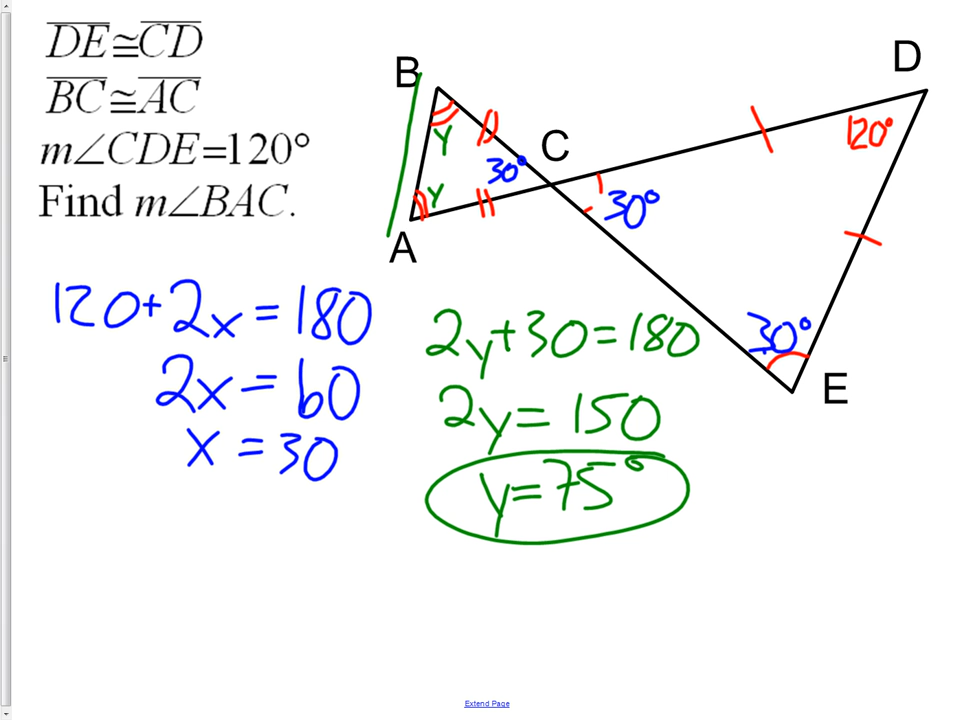 DE≅CD
BC≅AC
m∠CDE=120°
Find m∠BAC.
B
D
C
A
E
y
y
30°
30°
120°
30°
120+2x=180
2x=60
x=30
2y+30=180
2y=150
y=75°
Extend Page